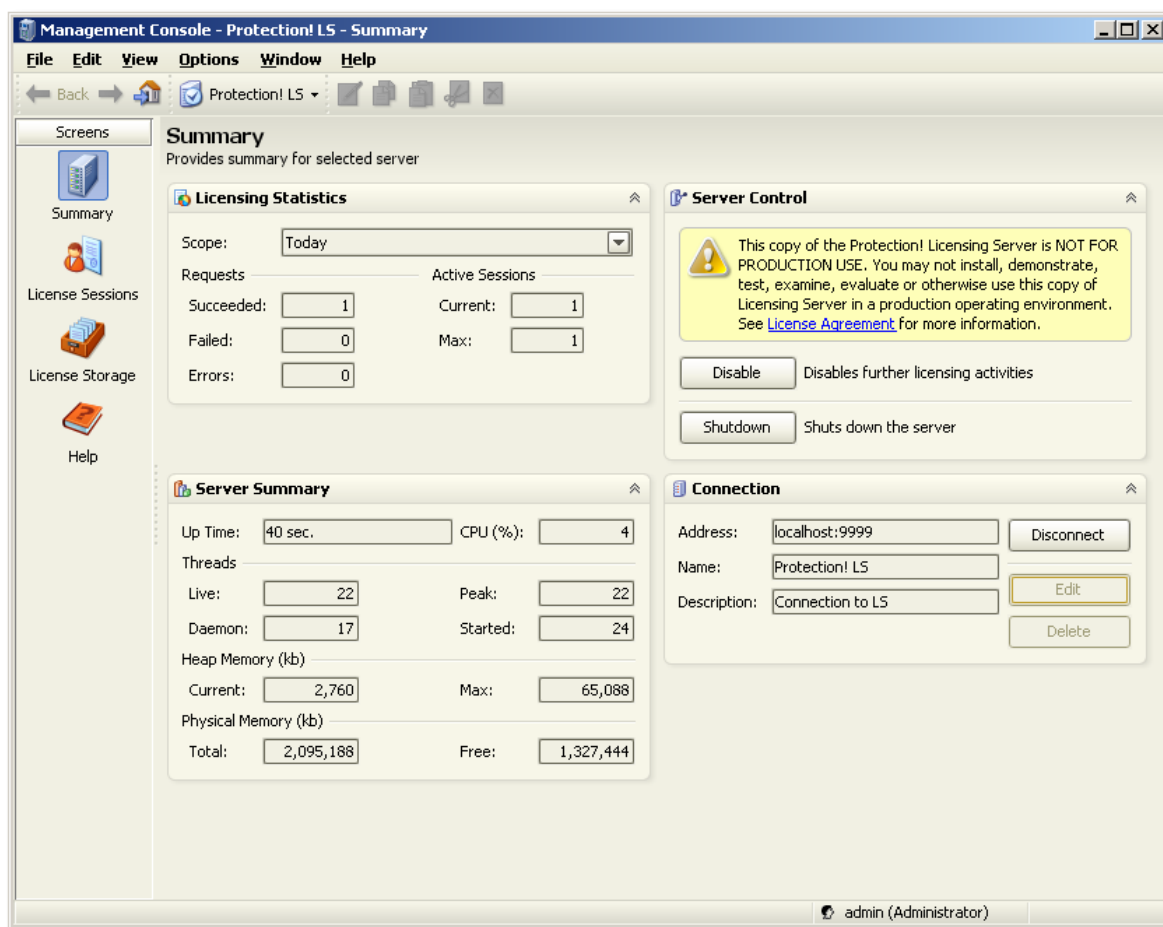 Management Console - Protection! LS - Summary
File Edit View Options Window Help
Back Protection! LS
Screens
Summary
License Sessions
License Storage
Help
Summary
Provides summary for selected server
Licensing Statistics
Scope: Today
Requests Active Sessions
Succeeded: 1 Current: 1
Failed: 0 Max: 1
Errors: 0
Server Control
This copy of the Protection! Licensing Server is NOT FOR
PRODUCTION USE. You may not install, demonstrate,
test, examine, evaluate or otherwise use this copy of
Licensing Server in a production operating environment.
See License Agreement for more information.
Disable Disables further licensing activities
Shutdown Shuts down the server
Server Summary
Up Time: 40 sec. CPU (%): 4
Threads
Live: 22 Peak: 22
Daemon: 17 Started: 24
Heap Memory (kb)
Current: 2,760 Max: 65,088
Physical Memory (kb)
Total: 2,095,188 Free: 1,327,444
Connection
Address: localhost:9999 Disconnect
Name: Protection! LS
Edit
Description: Connection to LS
Delete
admin (Administrator)